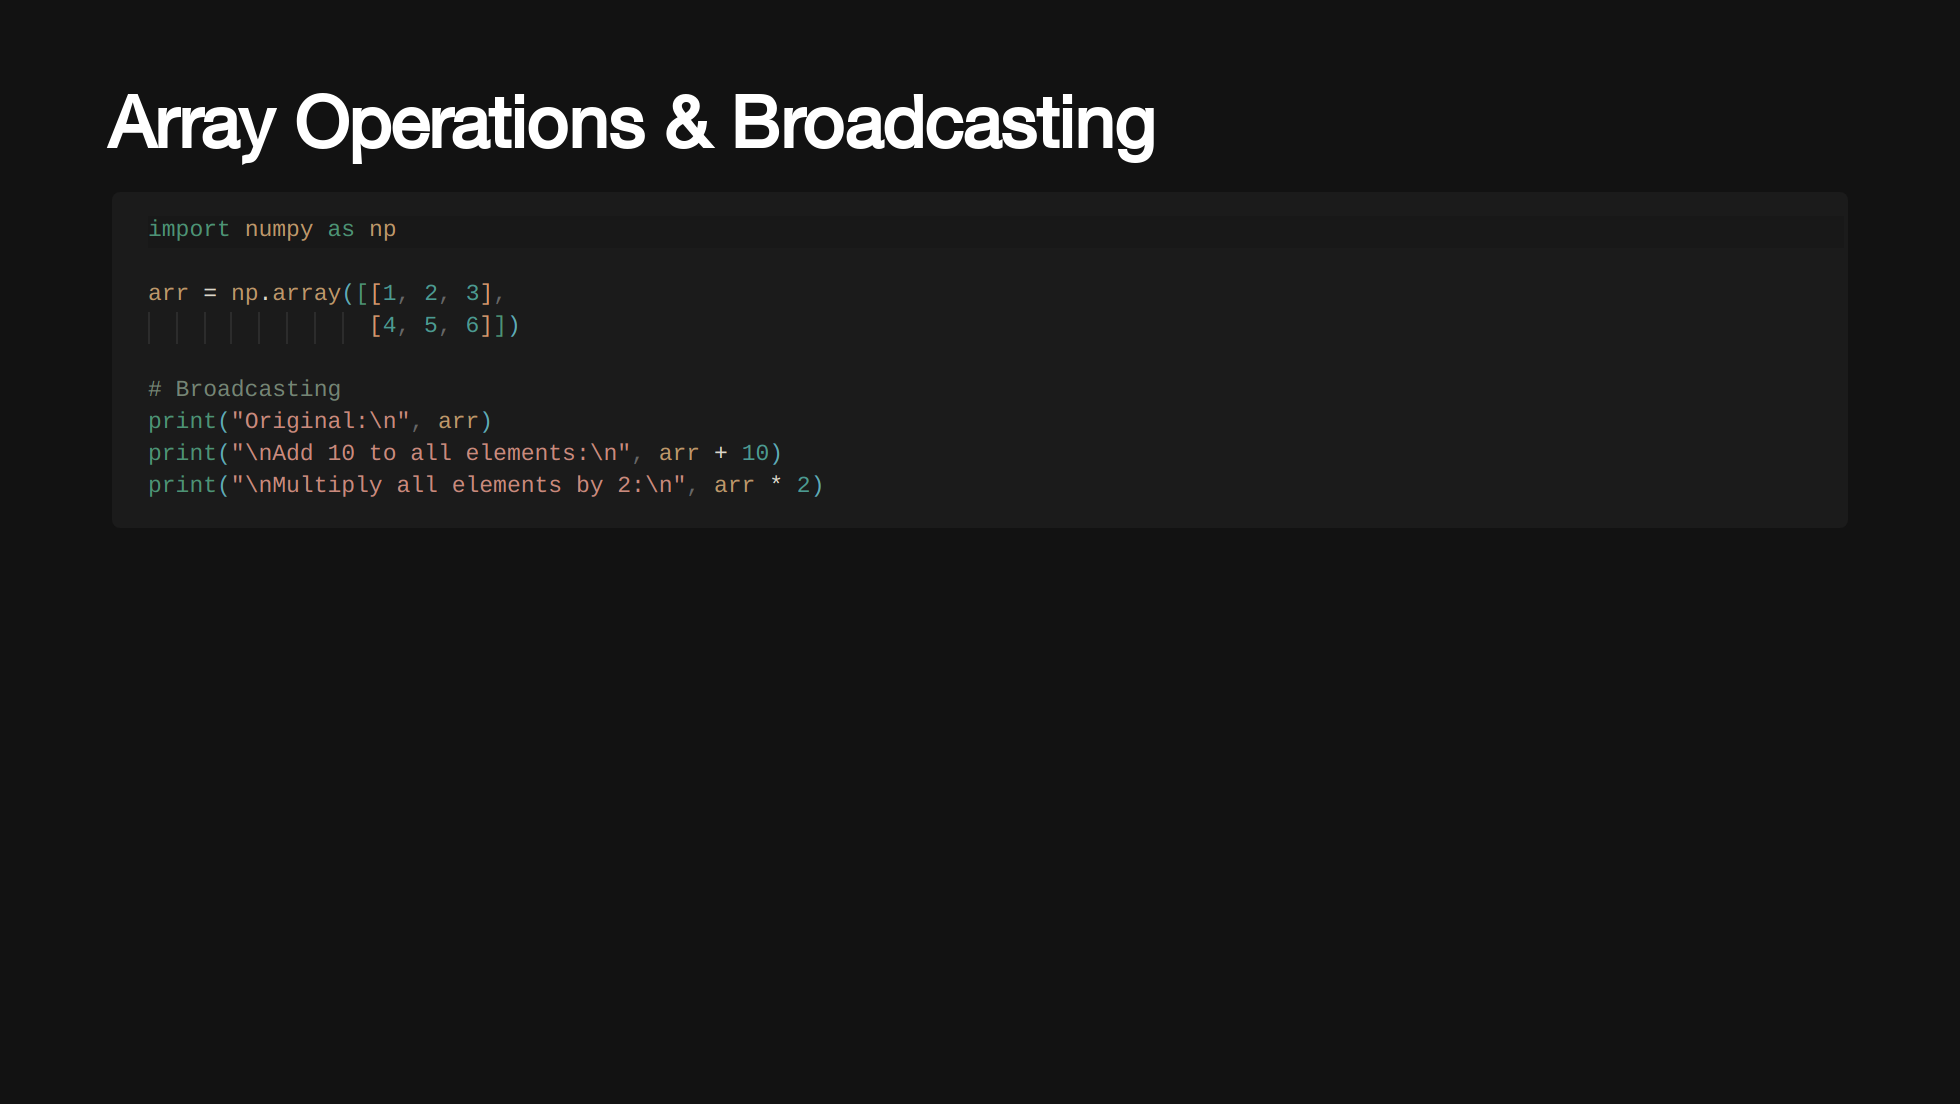 Array Operations & Broadcasting
import numpy as np
arr = np.array([[1, 2, 3],
                [4, 5, 6]])
# Broadcasting
print("Original:\n", arr)
print("\nAdd 10 to all elements:\n", arr + 10)
print("\nMultiply all elements by 2:\n", arr * 2)